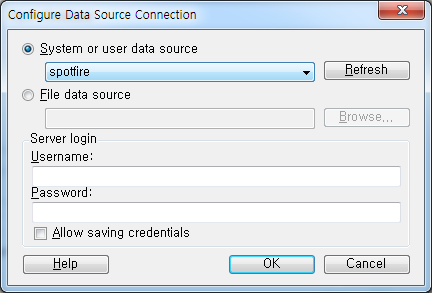 Configure Data Source Connection
System or user data source
spotfire
Refresh
File data source
Browse...
Server login
Username:
Password:
Allow saving credentials
Help
OK
Cancel